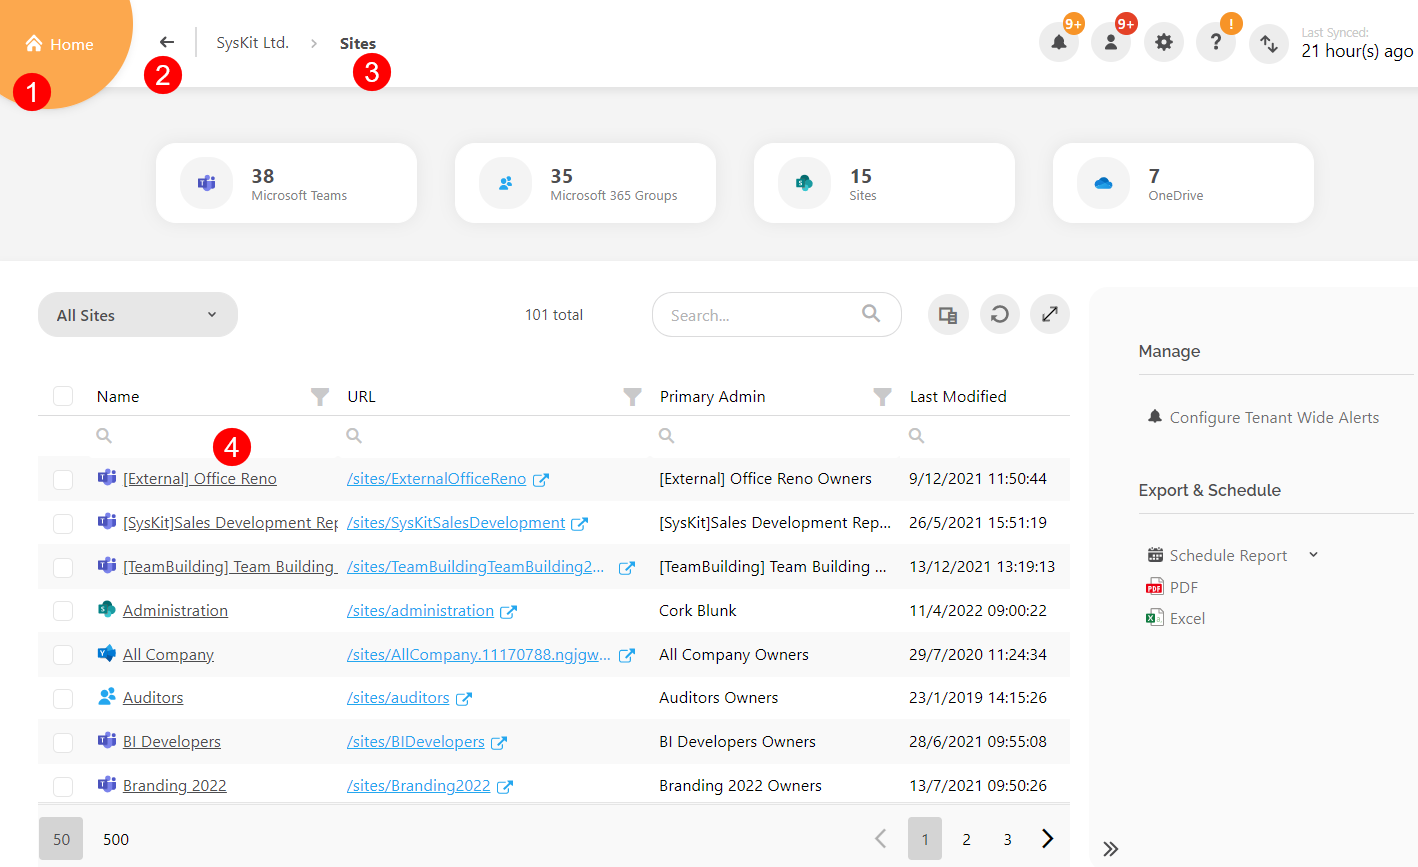 Home
SysKit Ltd.
Sites
9+
9+
?
!
Last Synced:
21 hour(s) ago
1
2
3
38
Microsoft Teams
35
Microsoft 365 Groups
15
Sites
7
OneDrive
All Sites
101 total
Search...
Name URL Primary Admin Last Modified
4
[External] Office Reno /sites/ExternalOfficeReno [External] Office Reno Owners 9/12/2021 11:50:44
[SysKit]Sales Development Rep /sites/SysKitSalesDevelopment [SysKit]Sales Development Rep... 26/5/2021 15:51:19
[TeamBuilding] Team Building /sites/TeamBuildingTeamBuilding2... [TeamBuilding] Team Building ... 13/12/2021 13:19:13
Administration /sites/administration Cork Blunk 11/4/2022 09:00:22
All Company /sites/AllCompany.11170788.ngjgw... All Company Owners 29/7/2020 11:24:34
Auditors /sites/auditors Auditors Owners 23/1/2019 14:15:26
BI Developers /sites/BIDevelopers BI Developers Owners 28/6/2021 09:55:08
Branding 2022 /sites/Branding2022 Branding 2022 Owners 13/7/2021 09:50:26
50 500
1 2 3
Manage
Configure Tenant Wide Alerts
Export & Schedule
Schedule Report
PDF
Excel